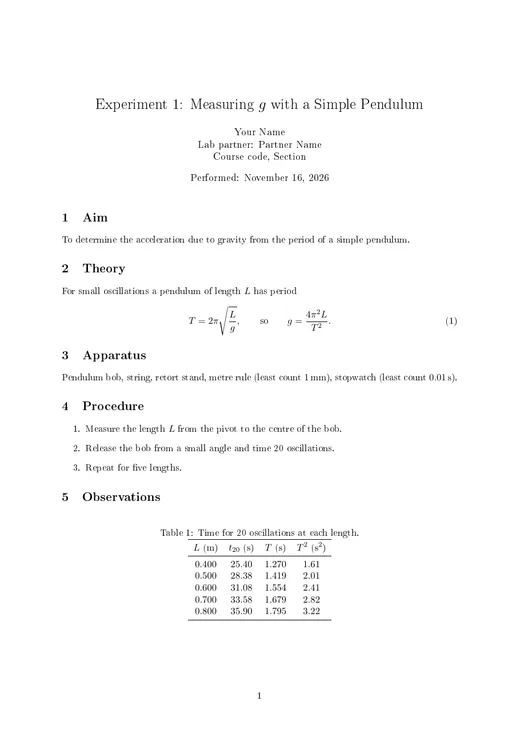 Experiment 1: Measuring g with a Simple Pendulum
Your Name
Lab partner: Partner Name
Course code, Section
Performed: November 16, 2026
1 Aim
To determine the acceleration due to gravity from the period of a simple pendulum.
2 Theory
For small oscillations a pendulum of length L has period
T = 2π√(L/g), so g = 4π²L/T². (1)
3 Apparatus
Pendulum bob, string, retort stand, metre rule (least count 1 mm), stopwatch (least count 0.01 s).
4 Procedure
1. Measure the length L from the pivot to the centre of the bob.
2. Release the bob from a small angle and time 20 oscillations.
3. Repeat for five lengths.
5 Observations
Table 1: Time for 20 oscillations at each length.
L (m) t₂₀ (s) T (s) T² (s²)
0.400 25.40 1.270 1.61
0.500 28.38 1.419 2.01
0.600 31.08 1.554 2.41
0.700 33.58 1.679 2.82
0.800 35.90 1.795 3.22
1